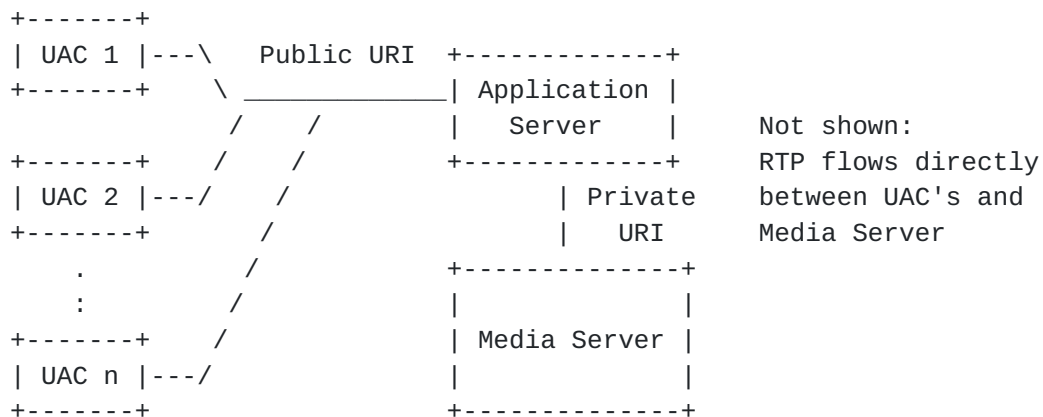 +-------+
| UAC 1 |---\   Public URI  +-------------+
+-------+    \ _____________| Application |
              /    /        |   Server    |     Not shown:
+-------+    /    /         +-------------+     RTP flows directly
| UAC 2 |---/    /                 | Private    between UAC's and
+-------+       /                  |   URI      Media Server
    .          /            +--------------+
    :         /             |              |
+-------+    /              | Media Server |
| UAC n |---/               |              |
+-------+                   +--------------+